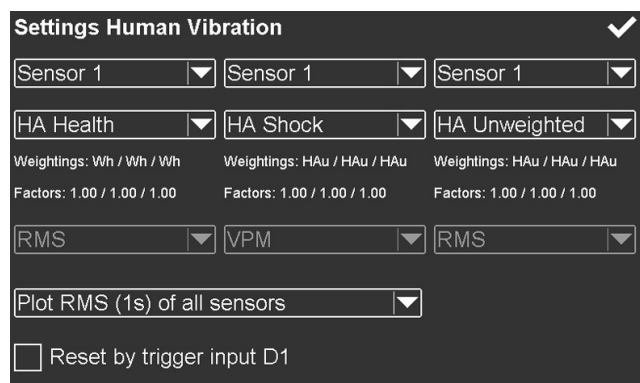 Settings Human Vibration
Sensor 1 Sensor 1 Sensor 1
HA Health HA Shock HA Unweighted
Weightings: Wh / Wh / Wh Weightings: HAu / HAu / HAu Weightings: HAu / HAu / HAu
Factors: 1.00 / 1.00 / 1.00 Factors: 1.00 / 1.00 / 1.00 Factors: 1.00 / 1.00 / 1.00
RMS VPM RMS
Plot RMS (1s) of all sensors
Reset by trigger input D1